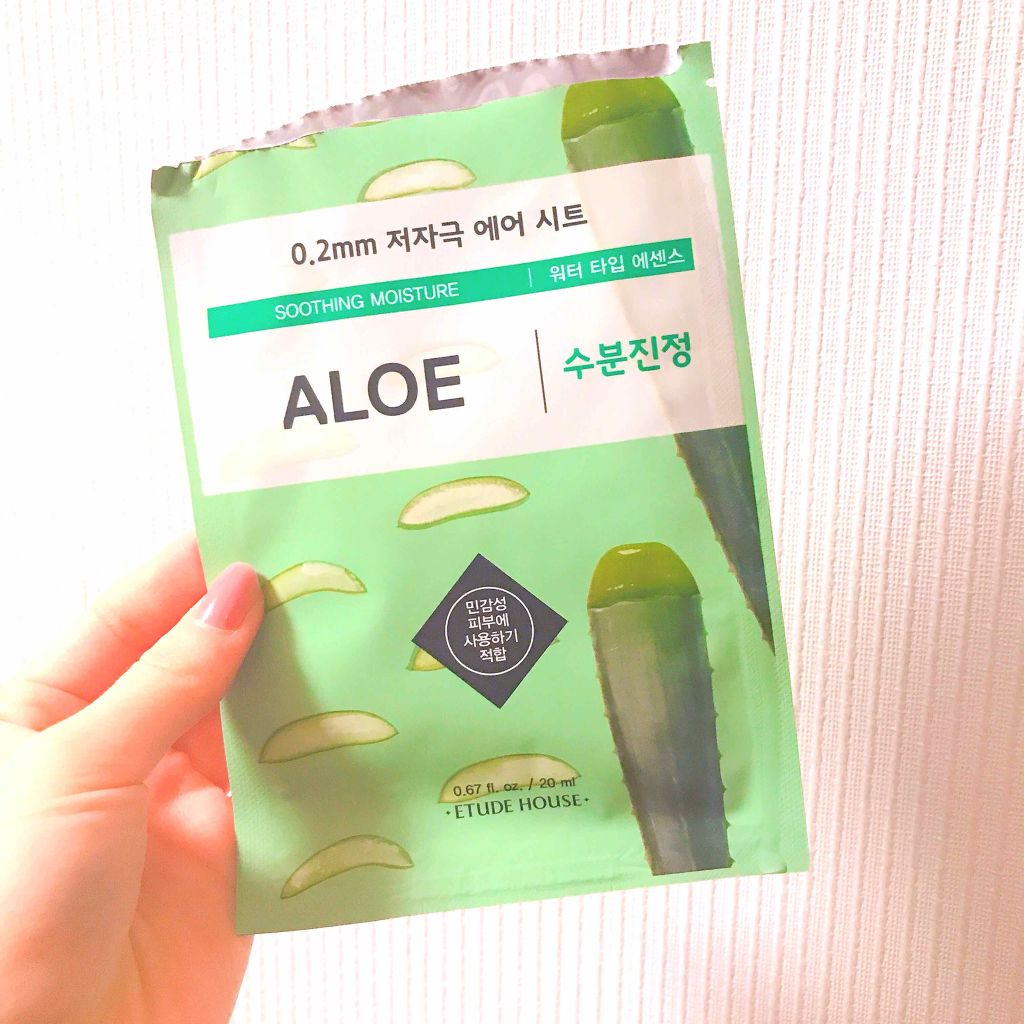 0.2mm 저자극 에어 시트
SOOTHING MOISTURE | 워터 타입 에센스
ALOE | 수분진정
민감성
피부에
사용하기
적합
0.67 fl. oz. / 20 ml
·ETUDE HOUSE·